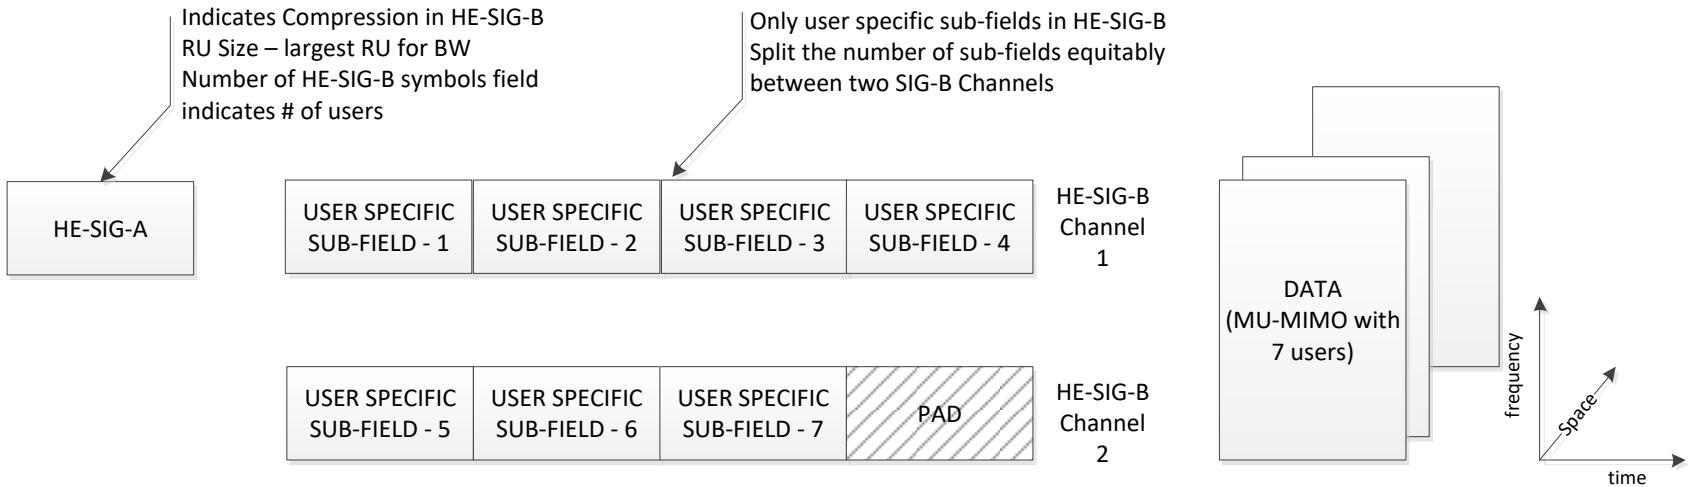 Indicates Compression in HE-SIG-B
RU Size – largest RU for BW
Number of HE-SIG-B symbols field
indicates # of users
Only user specific sub-fields in HE-SIG-B
Split the number of sub-fields equitably
between two SIG-B Channels
HE-SIG-A
USER SPECIFIC
SUB-FIELD - 1
USER SPECIFIC
SUB-FIELD - 2
USER SPECIFIC
SUB-FIELD - 3
USER SPECIFIC
SUB-FIELD - 4
HE-SIG-B
Channel
1
USER SPECIFIC
SUB-FIELD - 5
USER SPECIFIC
SUB-FIELD - 6
USER SPECIFIC
SUB-FIELD - 7
PAD
HE-SIG-B
Channel
2
DATA
(MU-MIMO with
7 users)
frequency
Space
time